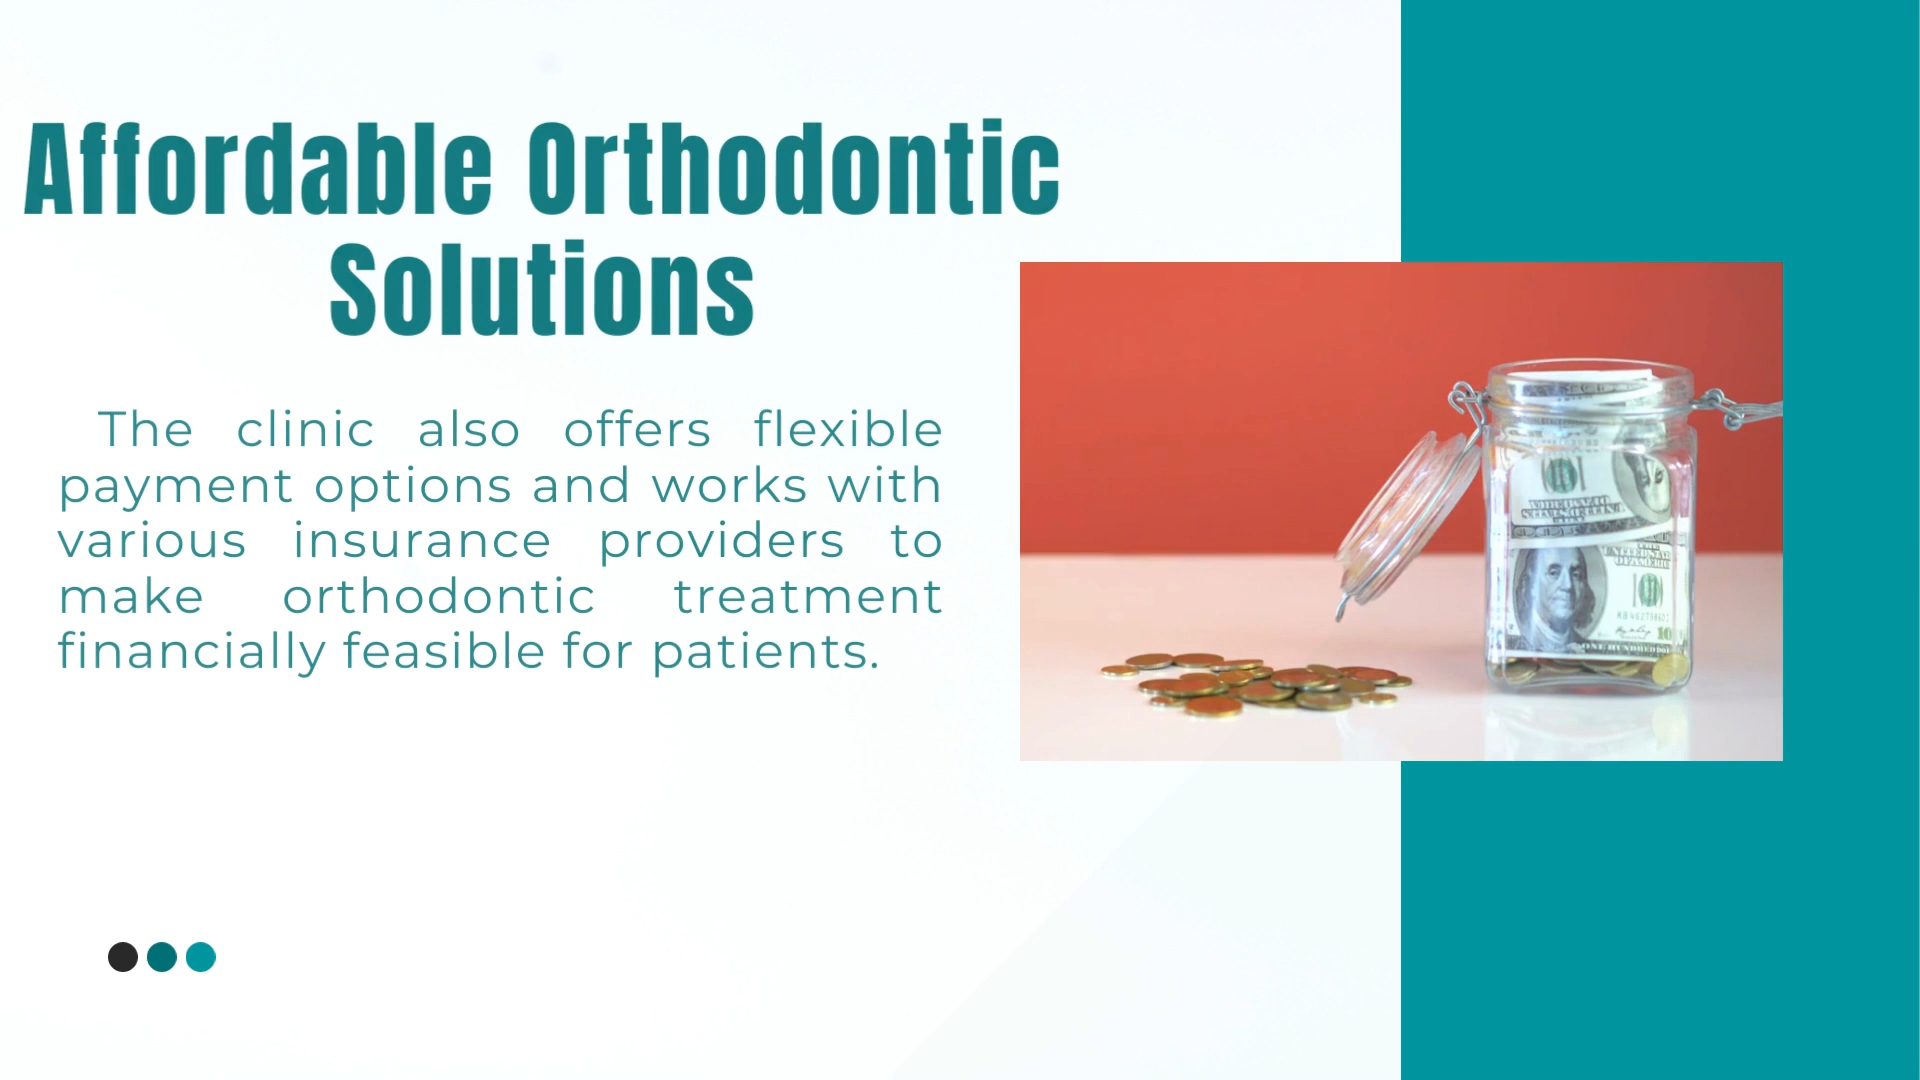 Affordable Orthodontic
Solutions
The clinic also offers flexible
payment options and works with
various insurance providers to
make orthodontic treatment
financially feasible for patients.